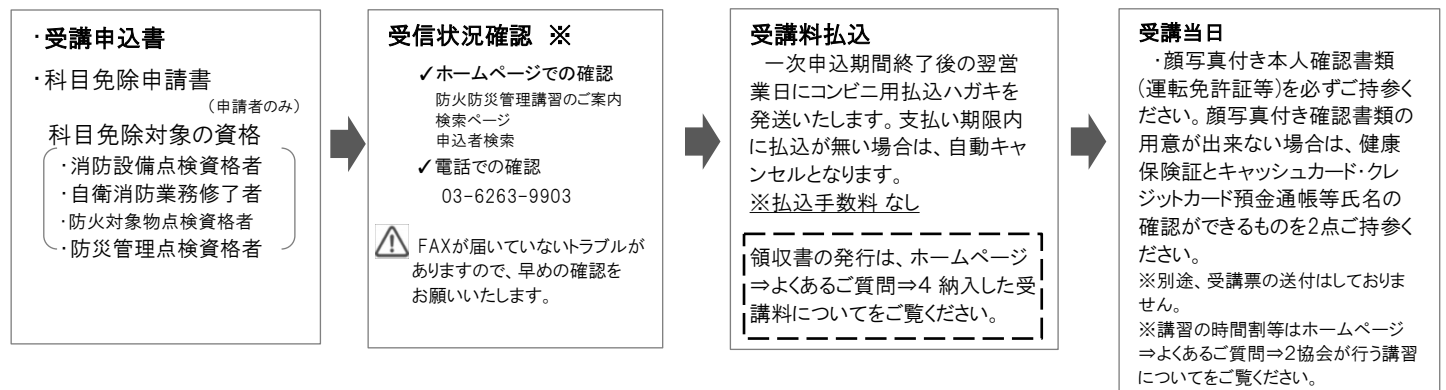 ・受講申込書
・科目免除申請書
（申請者のみ）
科目免除対象の資格
・消防設備点検資格者
・自衛消防業務修了者
・防火対象物点検資格者
・防災管理点検資格者
受信状況確認 ※
✓ホームページでの確認
防火防災管理講習のご案内
検索ページ
申込者検索
✓電話での確認
03-6263-9903
FAXが届いていないトラブルが
ありますので、早めの確認を
お願いいたします。
受講料払込
一次申込期間終了後の翌営
業日にコンビニ用払込ハガキを
発送いたします。支払い期限内
に払込が無い場合は、自動キャ
ンセルとなります。
※払込手数料 なし
領収書の発行は、ホームページ
⇒よくあるご質問⇒4 納入した受
講料についてをご覧ください。
受講当日
・顔写真付き本人確認書類
(運転免許証等)を必ずご持参く
ださい。顔写真付き確認書類の
用意が出来ない場合は、健康
保険証とキャッシュカード・クレ
ジットカード預金通帳等氏名の
確認ができるものを2点ご持参く
ださい。
※別途、受講票の送付はしておりま
せん。
※講習の時間割等はホームページ
⇒よくあるご質問⇒2協会が行う講習
についてをご覧ください。